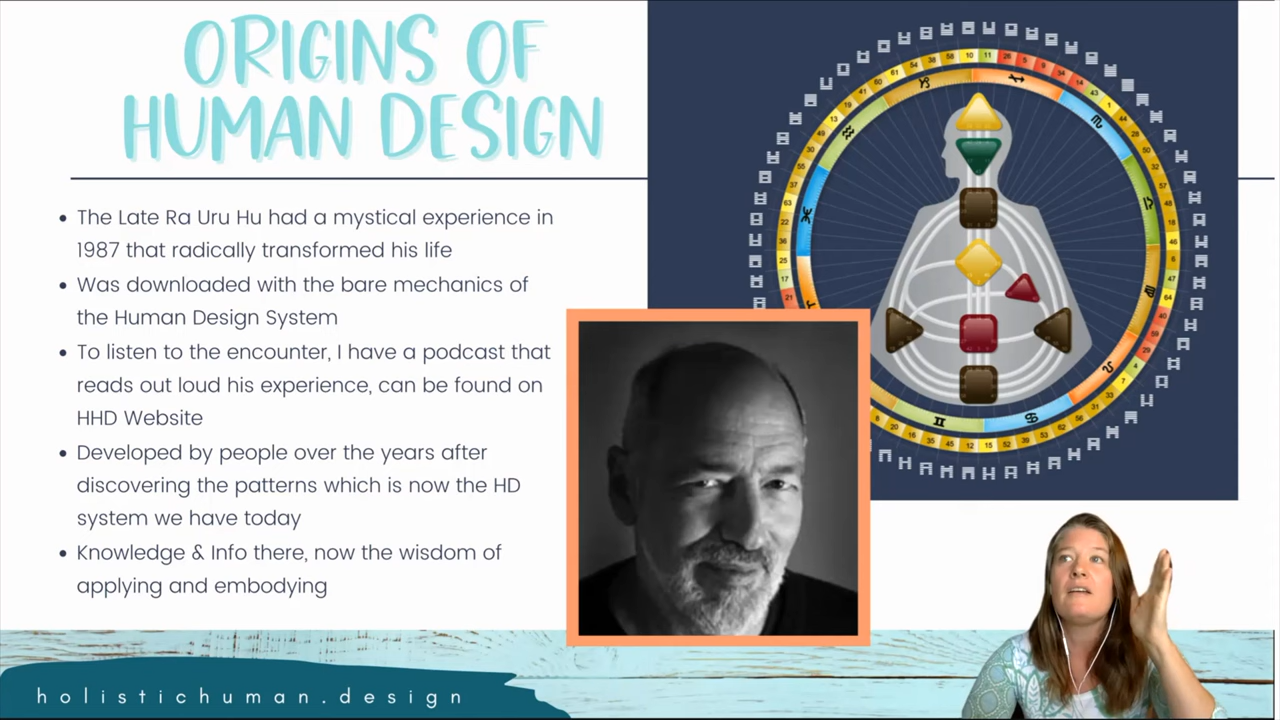 ORIGINS OF
HUMAN DESIGN
The Late Ra Uru Hu had a mystical experience in
1987 that radically transformed his life
Was downloaded with the bare mechanics of
the Human Design System
To listen to the encounter, I have a podcast that
reads out loud his experience, can be found on
HHD Website
Developed by people over the years after
discovering the patterns which is now the HD
system we have today
Knowledge & Info there, now the wisdom of
applying and embodying
holistichuman.design